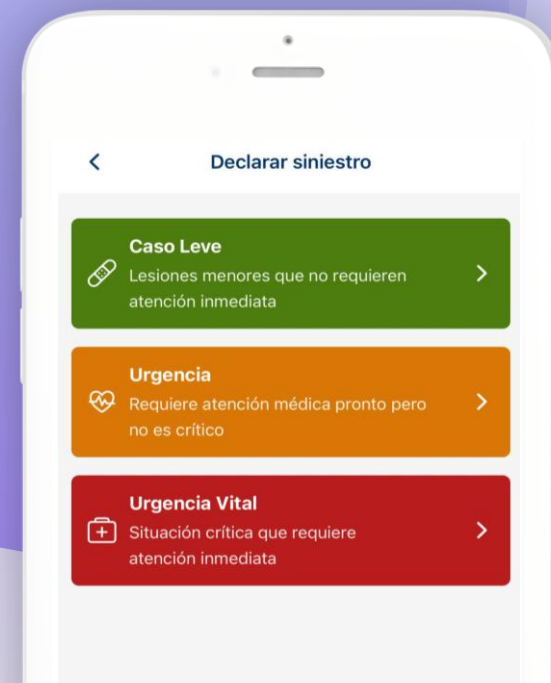 Declarar siniestro
Caso Leve
Lesiones menores que no requieren
atención inmediata
Urgencia
Requiere atención médica pronto pero
no es crítico
Urgencia Vital
Situación crítica que requiere
atención inmediata